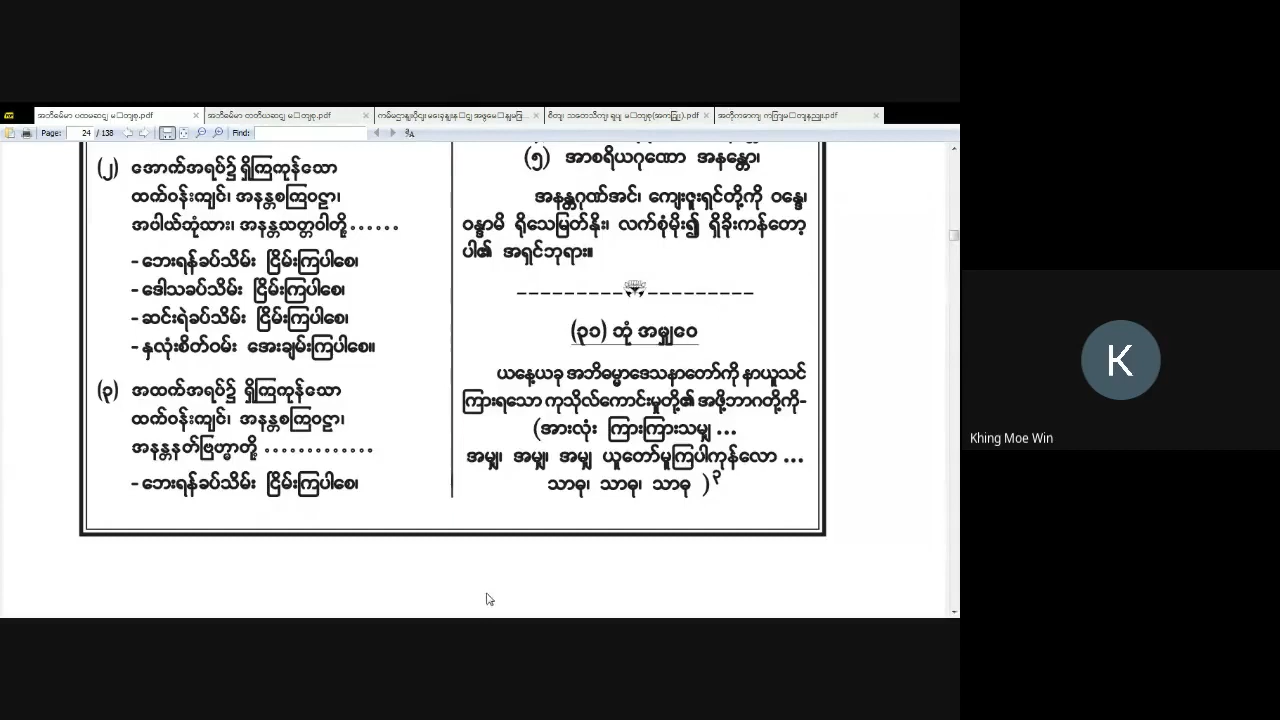 Page: 24 / 138 Find:
(၂) အောက်အရပ်၌ ရှိကြကုန်သော
ထက်ဝန်းကျင်၊ အနန္တစကြဝဠာ၊
အပါယ်ဘုံသား၊ အနန္တသတ္တဝါတို့......
- ဘေးရန်ခပ်သိမ်း ငြိမ်းကြပါစေ၊
- ဒေါသခပ်သိမ်း ငြိမ်းကြပါစေ၊
- ဆင်းရဲခပ်သိမ်း ငြိမ်းကြပါစေ၊
- နှလုံးစိတ်ဝမ်း အေးချမ်းကြပါစေ။
(၃) အထက်အရပ်၌ ရှိကြကုန်သော
ထက်ဝန်းကျင်၊ အနန္တစကြဝဠာ၊
အနန္တနတ်ဗြဟ္မာတို့ .............
- ဘေးရန်ခပ်သိမ်း ငြိမ်းကြပါစေ၊
(၅) အာစရိယဂုဏော အနန္တော၊
အနန္တဂုဏ်အင်၊ ကျေးဇူးရှင်တို့ကို ဝန္ဒေ၊
ဝန္ဒာမိ ရိုသေမြတ်နိုး၊ လက်စုံမိုး၍ ရှိခိုးကန်တော့
ပါ၏ အရှင်ဘုရား။
(၃၁) ဘုံ အမျှဝေ
ယနေ့ယခု အဘိဓမ္မာဒေသနာတော်ကို နာယူသင်
ကြားရသော ကုသိုလ်ကောင်းမှုတို့၏ အဖို့ဘာဂတို့ကို-
(အားလုံး ကြားကြားသမျှ ...
အမျှ၊ အမျှ၊ အမျှ ယူတော်မူကြပါကုန်လော ...
သာဓု၊ သာဓု၊ သာဓု )၃
K
Khing Moe Win